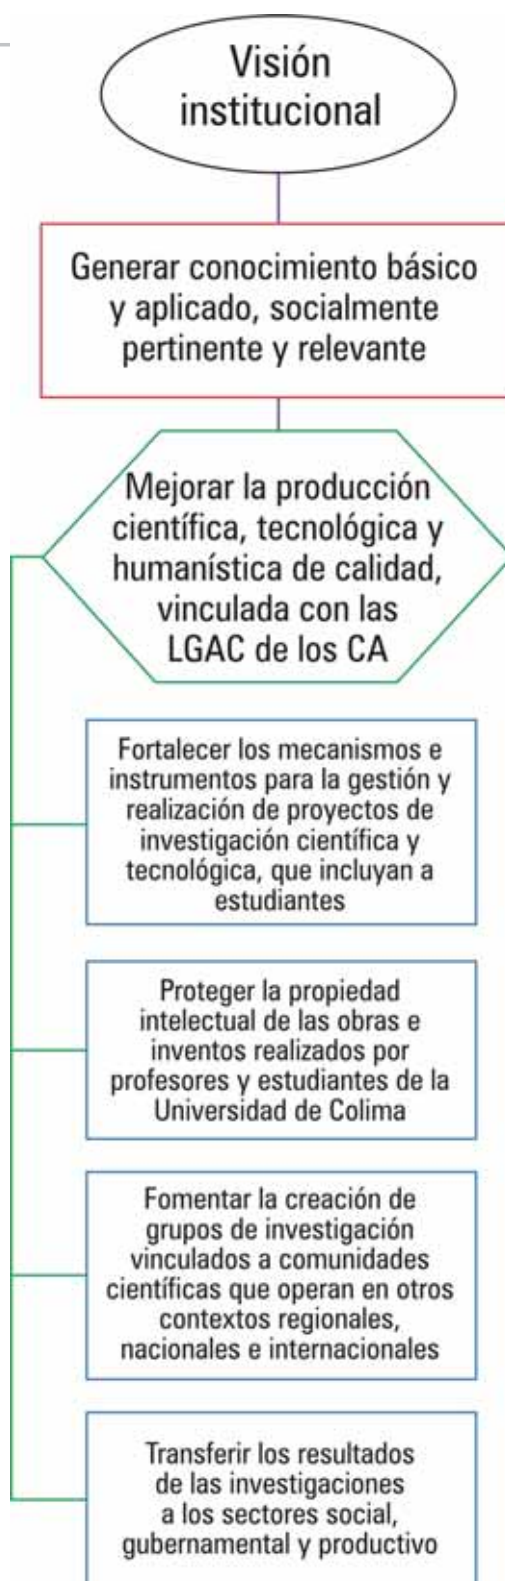 Visión
institucional
Generar conocimiento básico
y aplicado, socialmente
pertinente y relevante
Mejorar la producción
científica, tecnológica y
humanística de calidad,
vinculada con las
LGAC de los CA
Fortalecer los mecanismos e
instrumentos para la gestión y
realización de proyectos de
investigación científica y
tecnológica, que incluyan a
estudiantes
Proteger la propiedad
intelectual de las obras e
inventos realizados por
profesores y estudiantes de la
Universidad de Colima
Fomentar la creación de
grupos de investigación
vinculados a comunidades
científicas que operan en otros
contextos regionales,
nacionales e internacionales
Transferir los resultados
de las investigaciones
a los sectores social,
gubernamental y productivo